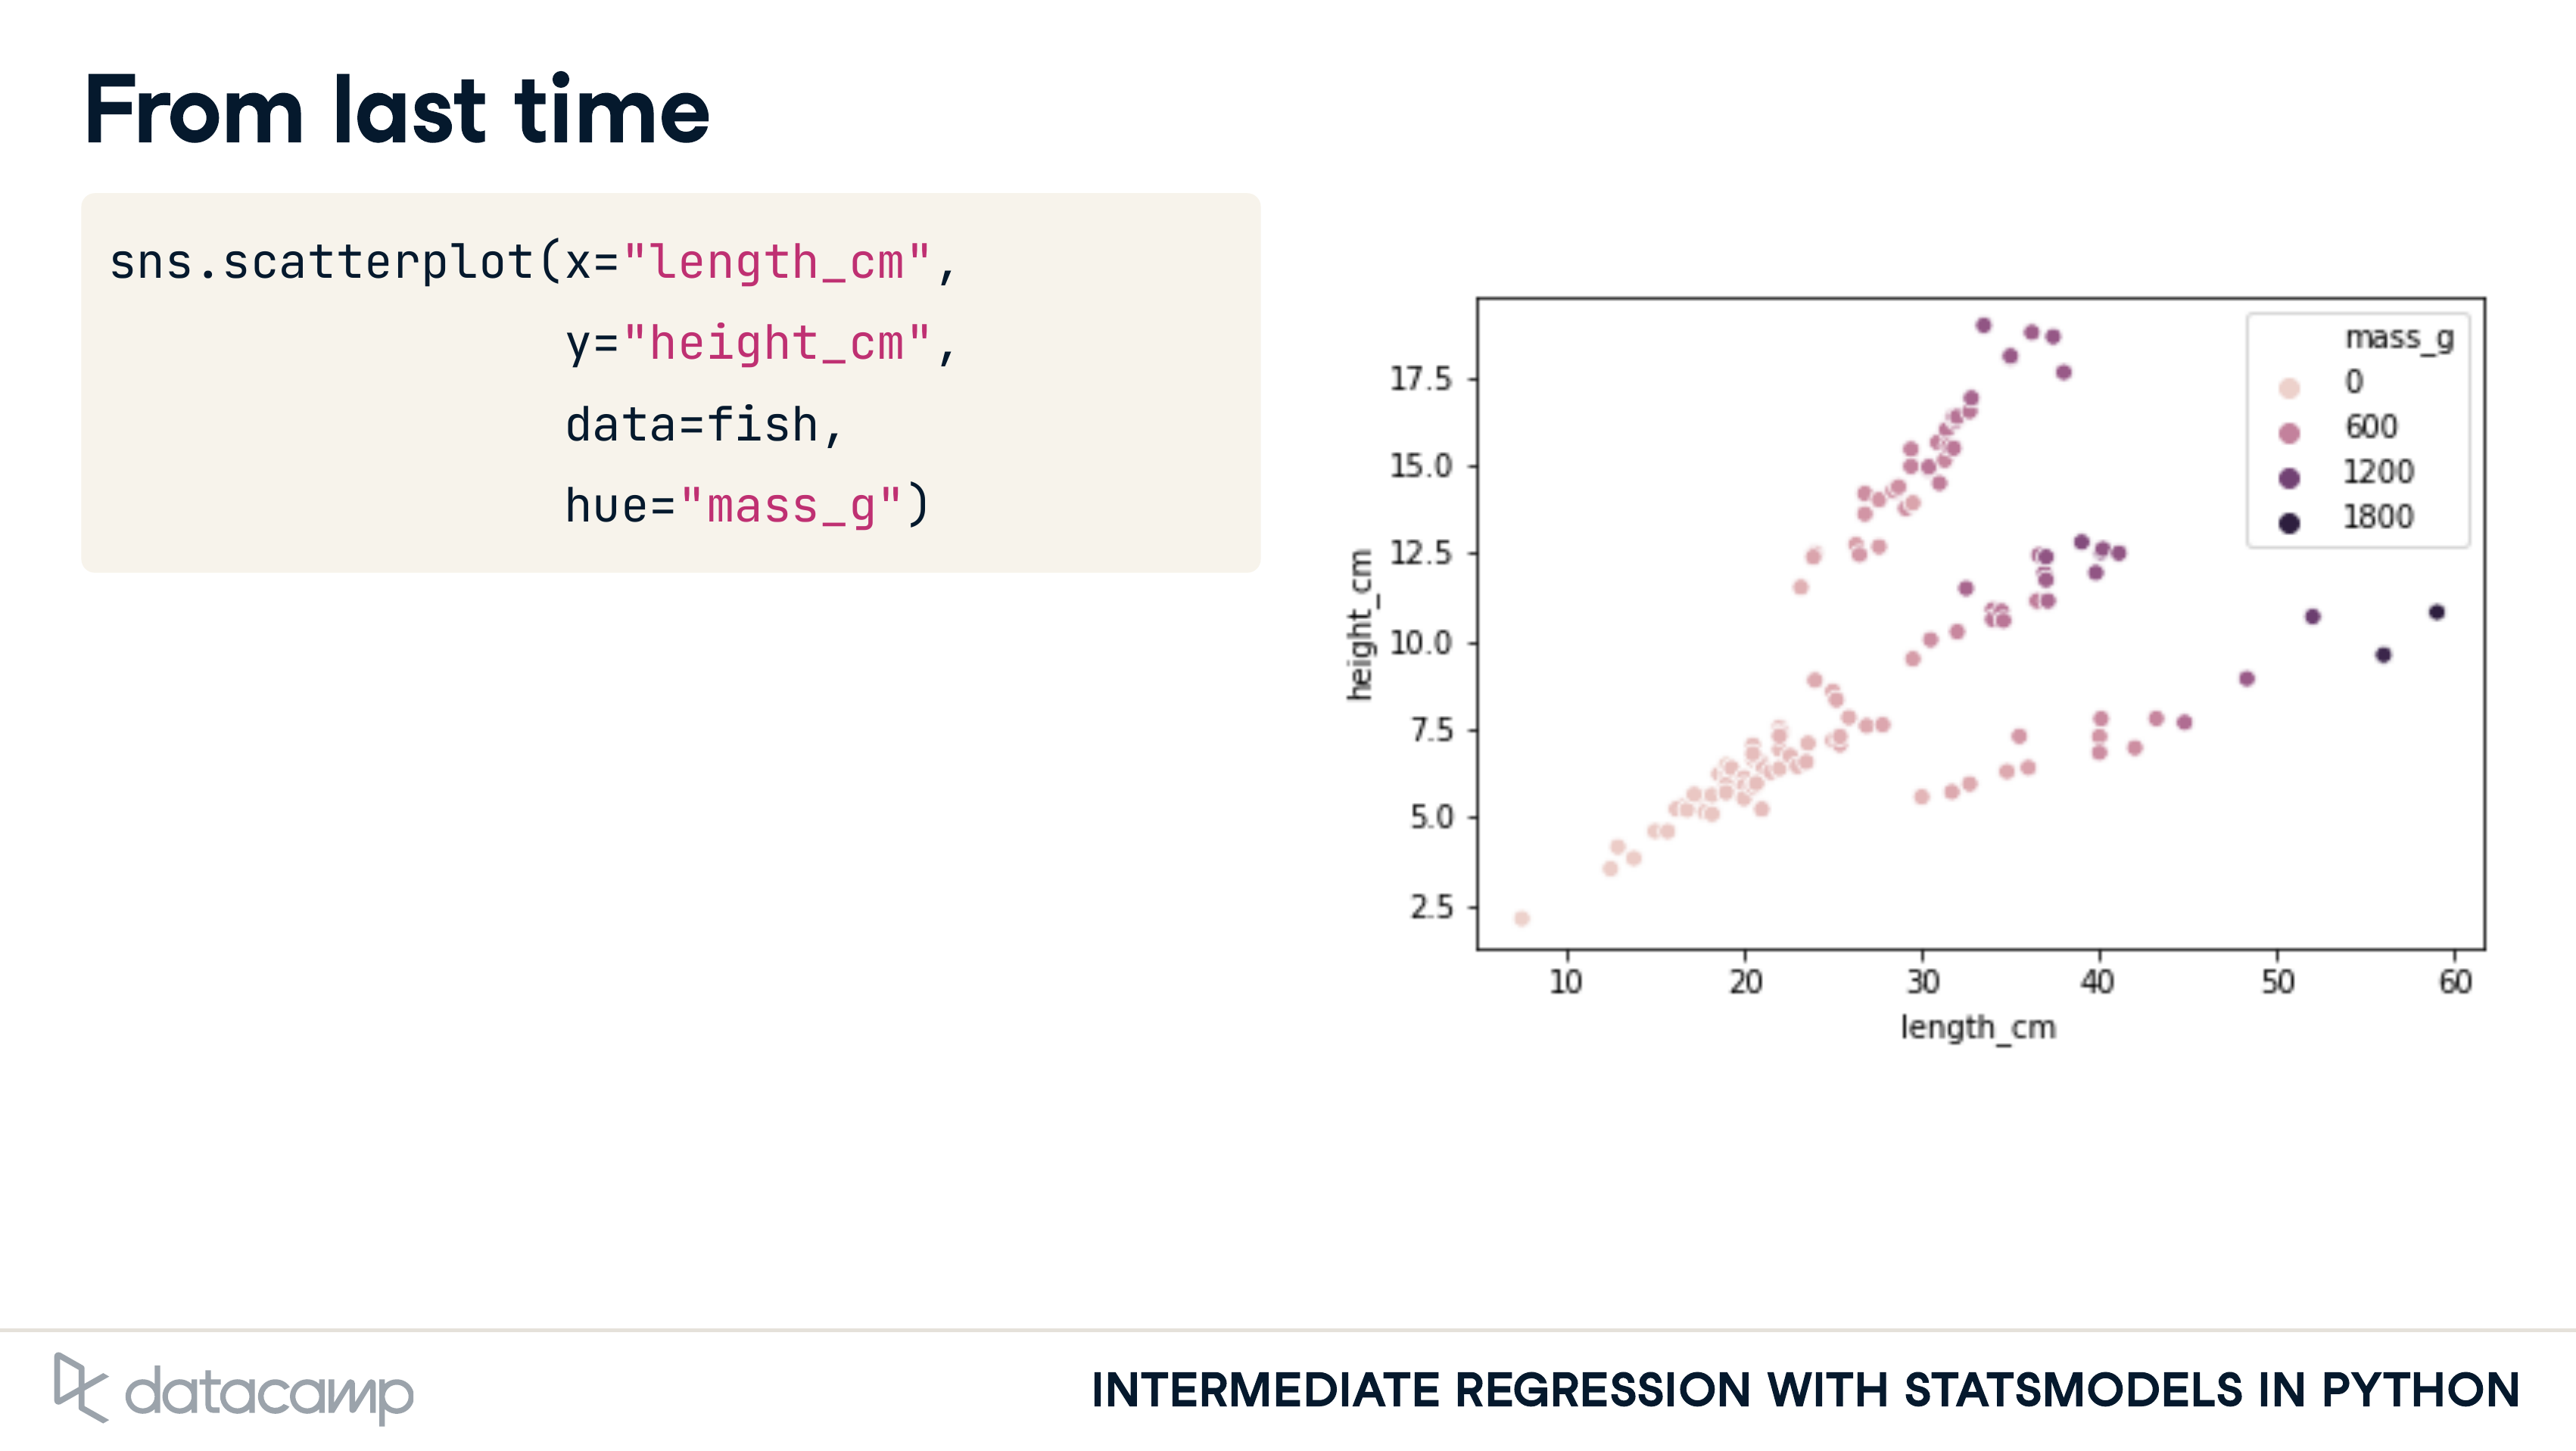 From last time
sns.scatterplot(x="length_cm",
y="height_cm",
data=fish,
hue="mass_g")
mass_g
0
600
1200
1800
17.5
15.0
12.5
10.0
7.5
5.0
2.5
height_cm
10 20 30 40 50 60
length_cm
datacamp
INTERMEDIATE REGRESSION WITH STATSMODELS IN PYTHON